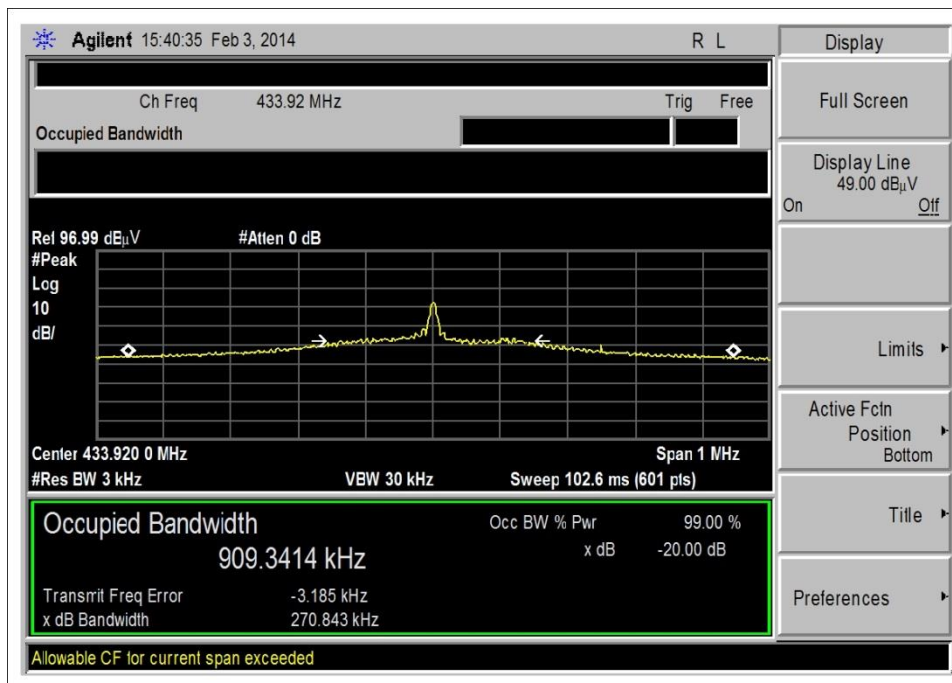 Agilent 15:40:35 Feb 3, 2014 R L
Display
Ch Freq 433.92 MHz Trig Free
Occupied Bandwidth
Full Screen
Display Line
49.00 dBµV
On Off
Ref 96.99 dBµV #Atten 0 dB
#Peak
Log
10
dB/
Limits
Active Fctn
Position
Bottom
Center 433.920 0 MHz Span 1 MHz
#Res BW 3 kHz VBW 30 kHz Sweep 102.6 ms (601 pts)
Title
Occupied Bandwidth Occ BW % Pwr 99.00 %
909.3414 kHz x dB -20.00 dB
Transmit Freq Error -3.185 kHz
x dB Bandwidth 270.843 kHz
Preferences
Allowable CF for current span exceeded